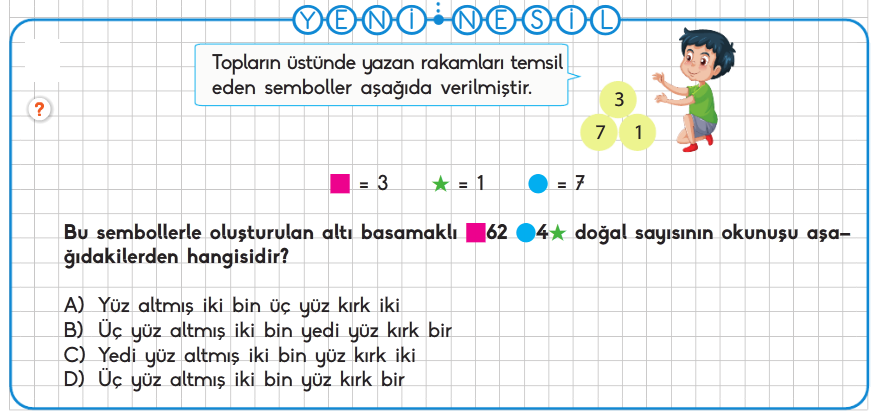 YENİ NESİL
Topların üstünde yazan rakamları temsil
eden semboller aşağıda verilmiştir.
3
7 1
?
■ = 3 ★ = 1 ● = 7
Bu sembollerle oluşturulan altı basamaklı ■62 ●4★ doğal sayısının okunuşu aşa-
ğıdakilerden hangisidir?
A) Yüz altmış iki bin üç yüz kırk iki
B) Üç yüz altmış iki bin yedi yüz kırk bir
C) Yedi yüz altmış iki bin yüz kırk iki
D) Üç yüz altmış iki bin yüz kırk bir